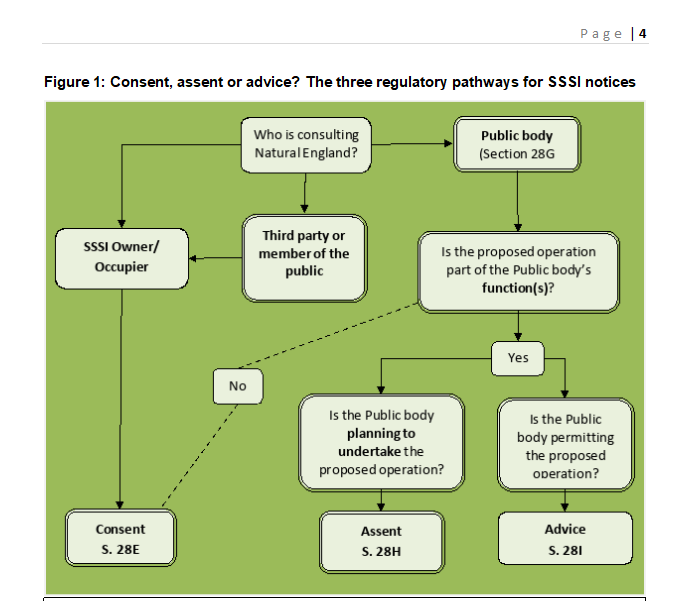 Page | 4
Figure 1: Consent, assent or advice? The three regulatory pathways for SSSI notices
Who is consulting
Natural England?
Public body
(Section 28G
SSSI Owner/
Occupier
Third party or
member of the
public
Is the proposed operation
part of the Public body's
function(s)?
Yes
No
Is the Public body
planning to
undertake the
proposed operation?
Is the Public
body permitting
the proposed
operation?
Consent
S. 28E
Assent
S. 28H
Advice
S. 28I